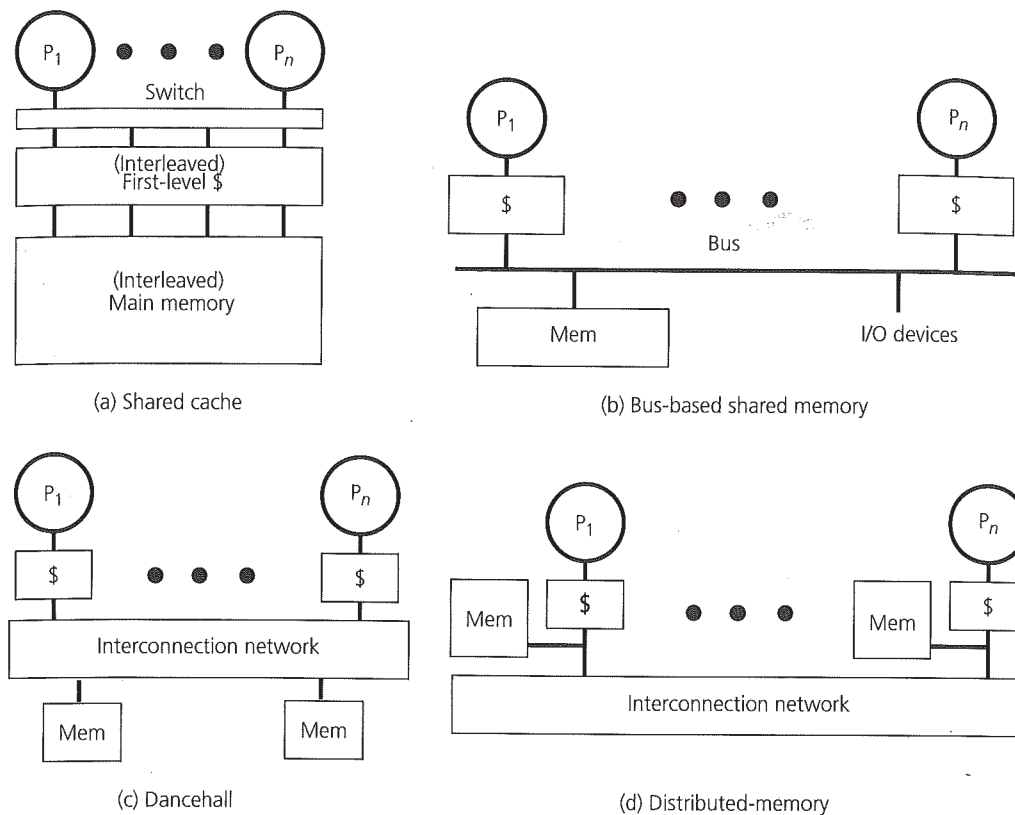 P1
Pn
Switch
(Interleaved)
First-level $
(Interleaved)
Main memory
(a) Shared cache
P1
Pn
$
$
Bus
Mem
I/O devices
(b) Bus-based shared memory
P1
Pn
$
$
Interconnection network
Mem
Mem
(c) Dancehall
P1
Pn
Mem
$
Mem
$
Interconnection network
(d) Distributed-memory